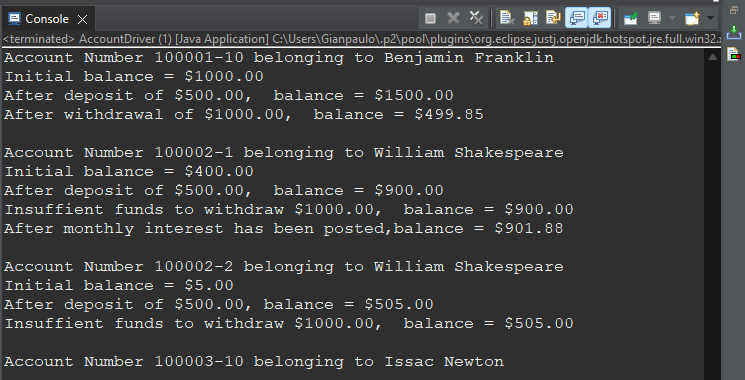 Console
<terminated> AccountDriver (1) [Java Application] C:\Users\Gianpaulo\.p2\pool\plugins\org.eclipse.justj.openjdk.hotspot.jre.full.win32.
Account Number 100001-10 belonging to Benjamin Franklin
Initial balance = $1000.00
After deposit of $500.00,  balance = $1500.00
After withdrawal of $1000.00,  balance = $499.85
Account Number 100002-1 belonging to William Shakespeare
Initial balance = $400.00
After deposit of $500.00,  balance = $900.00
Insuffient funds to withdraw $1000.00,  balance = $900.00
After monthly interest has been posted,balance = $901.88
Account Number 100002-2 belonging to William Shakespeare
Initial balance = $5.00
After deposit of $500.00, balance = $505.00
Insuffient funds to withdraw $1000.00,  balance = $505.00
Account Number 100003-10 belonging to Issac Newton